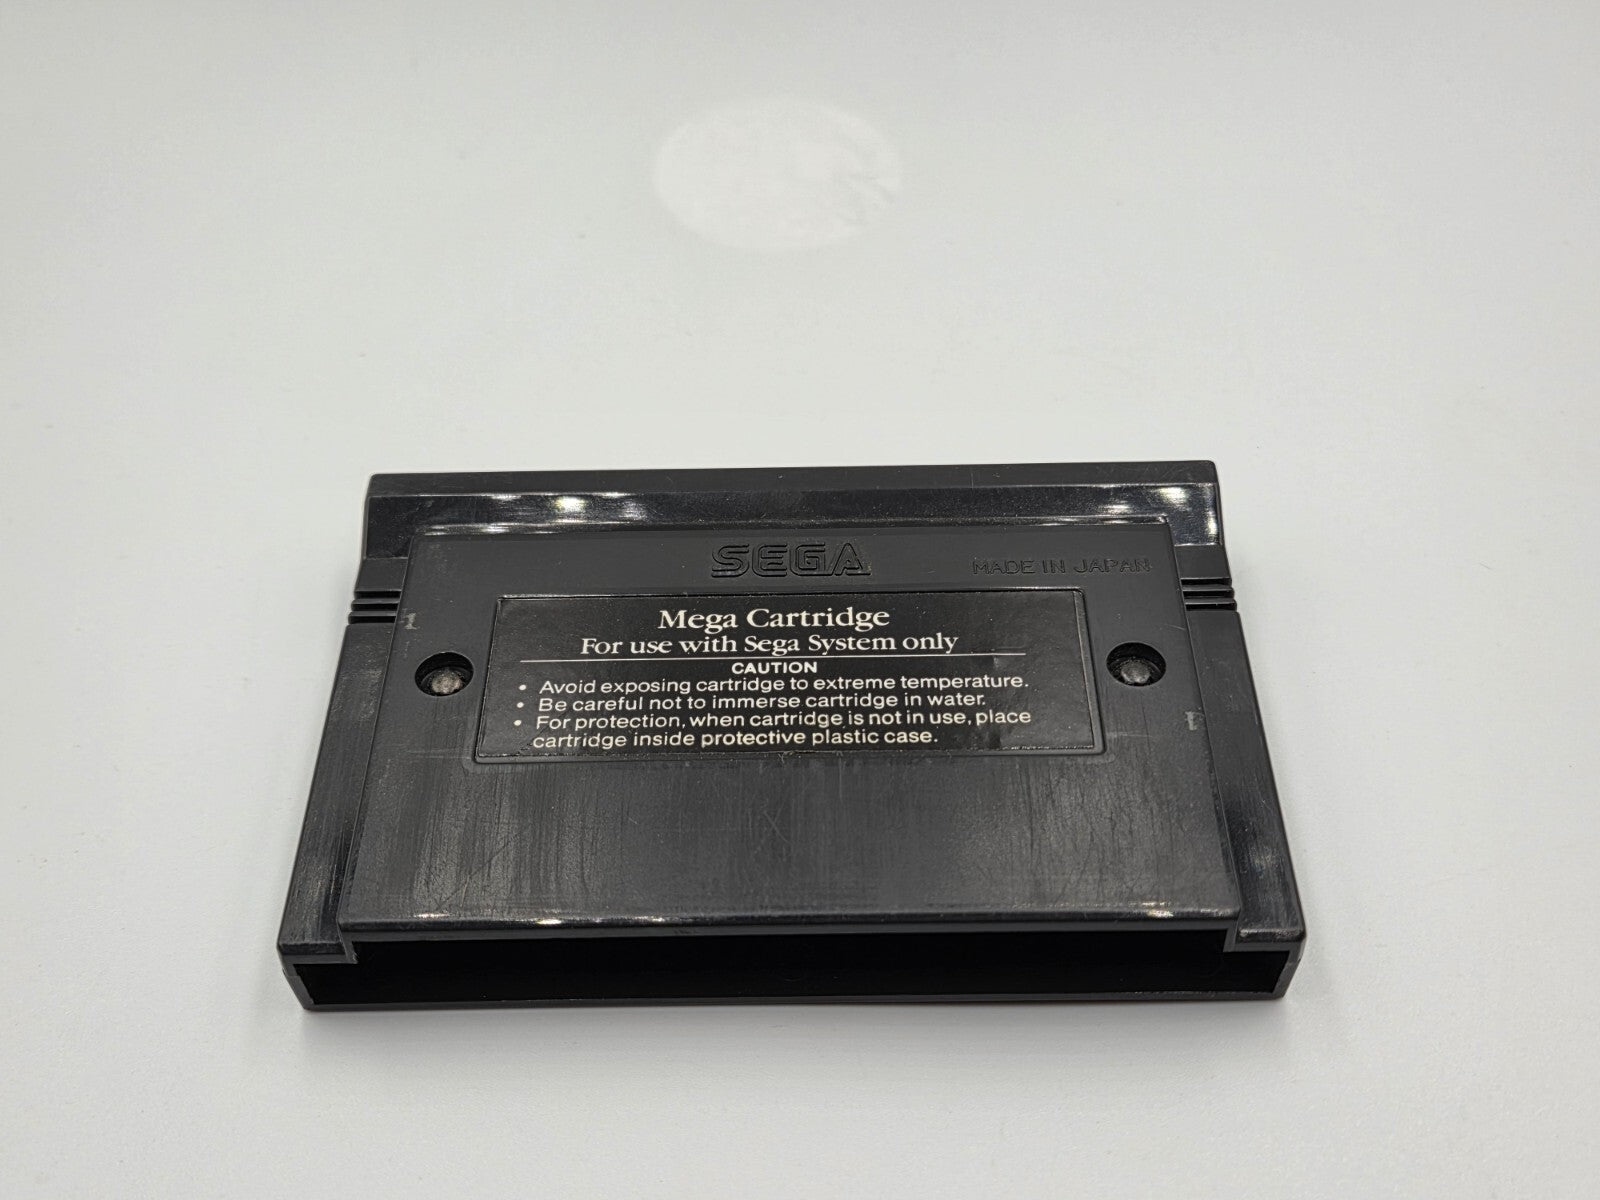 SEGA
MADE IN JAPAN
Mega Cartridge
For use with Sega System only
CAUTION
• Avoid exposing cartridge to extreme temperature.
• Be careful not to immerse cartridge in water.
• For protection, when cartridge is not in use, place
cartridge inside protective plastic case.